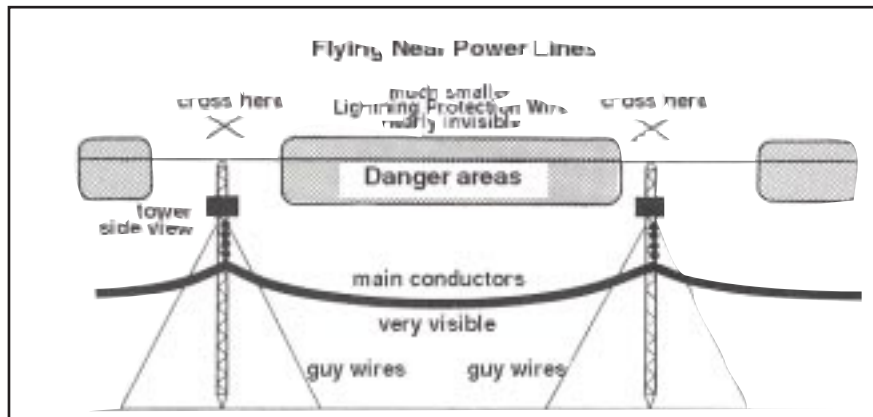 Flying Near Power Lines
cross here
much smaller
Lightning Protection Wire
nearly invisible
cross here
Danger areas
tower
side view
main conductors
very visible
guy wires
guy wires